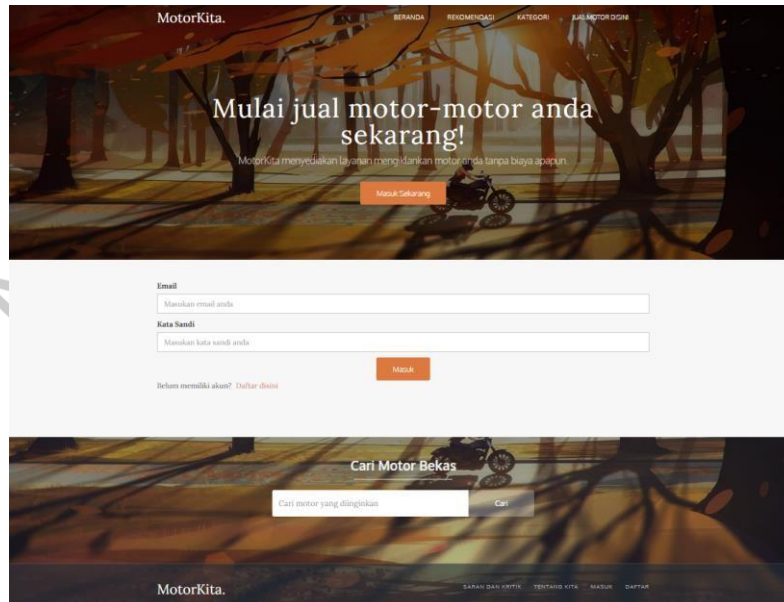 MotorKita.
BERANDA REKOMENDASI KATEGORI JUAL MOTOR DISINI
Mulai jual motor-motor anda
sekarang!
MotorKita menyediakan layanan mengiklankan motor anda tanpa biaya apapun.
Masuk Sekarang
Email
Masukan email anda
Kata Sandi
Masukan kata sandi anda
Masuk
Belum memiliki akun? Daftar disini
Cari Motor Bekas
Cari motor yang diinginkan
Cari
MotorKita.
SARAN DAN KRITIK TENTANG KITA MASUK DAFTAR